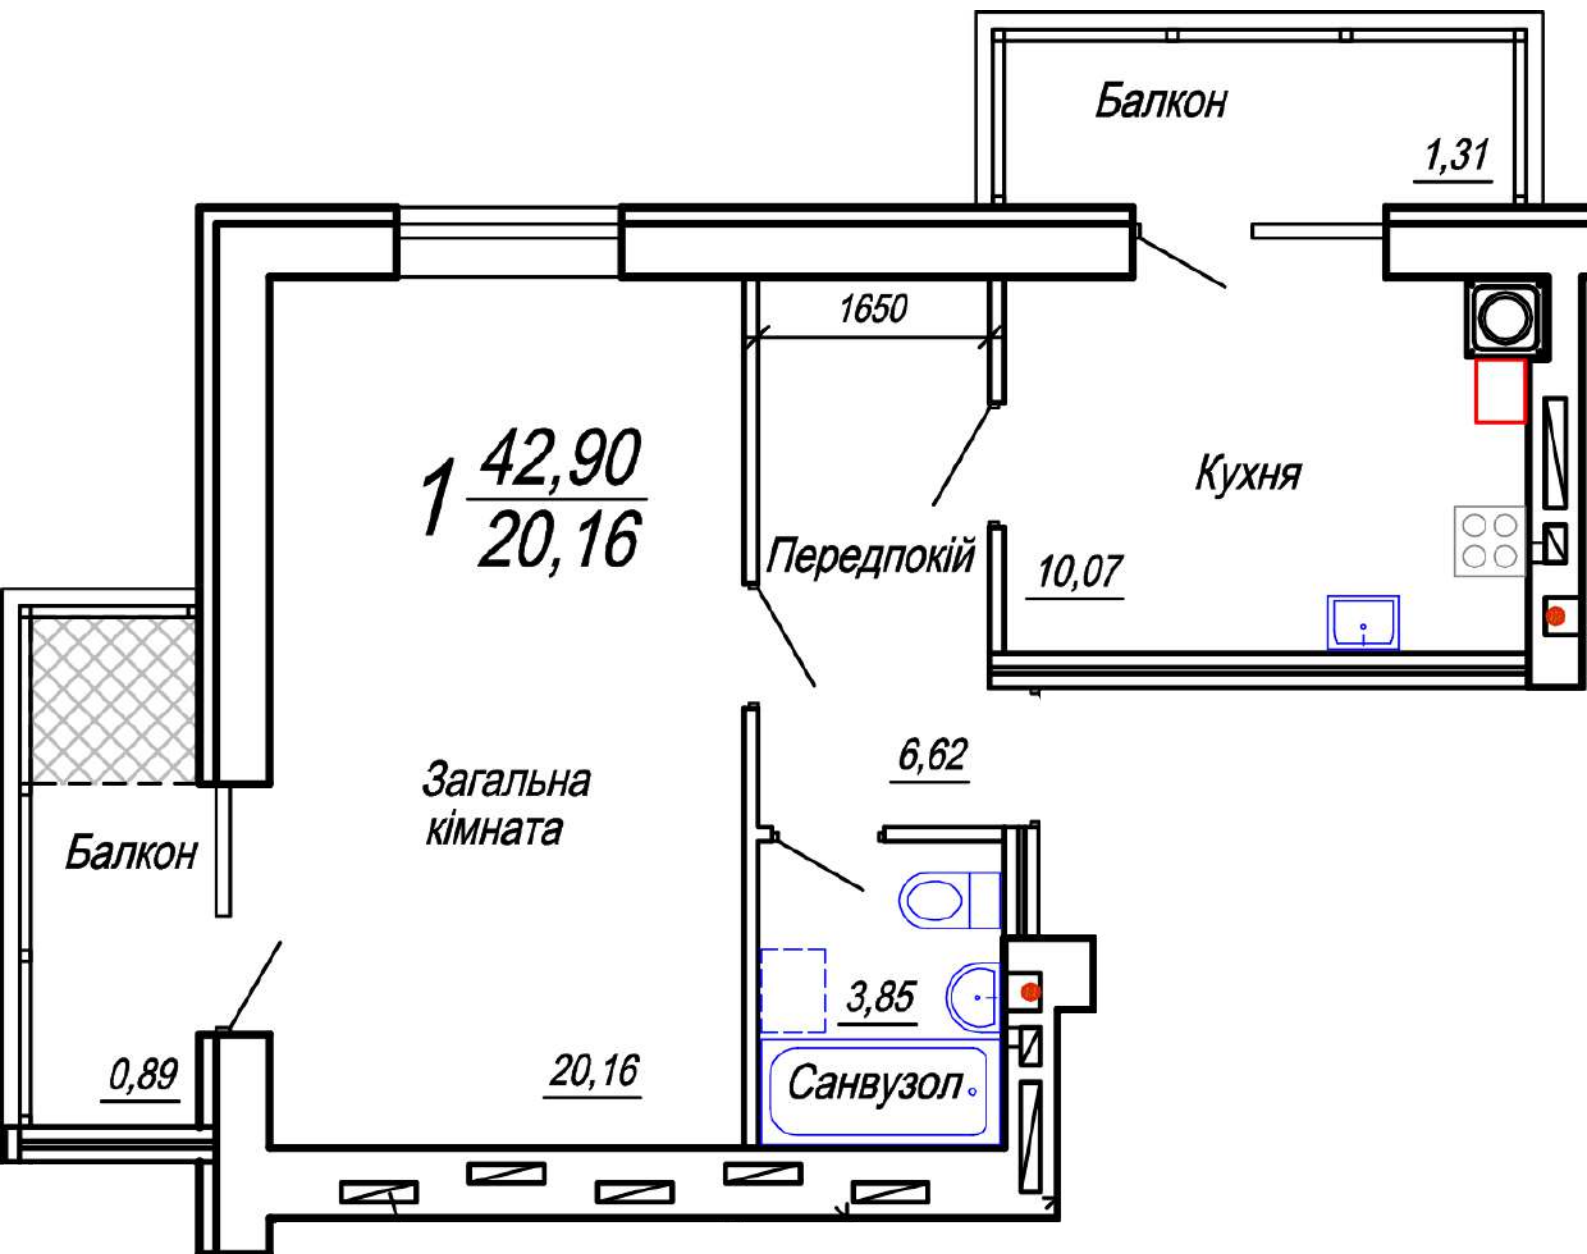 Балкон
1,31
1650
1
42,90
20,16
Кухня
Передпокій
10,07
6,62
Загальна
кімната
Балкон
3,85
0,89
20,16
Санвузол